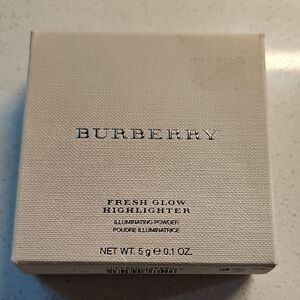 BURBERRY
FRESH GLOW
HIGHLIGHTER
ILLUMINATING POWDER
POUDRE ILLUMINATRICE
NET WT. 5 g ℮ 0.1 OZ.